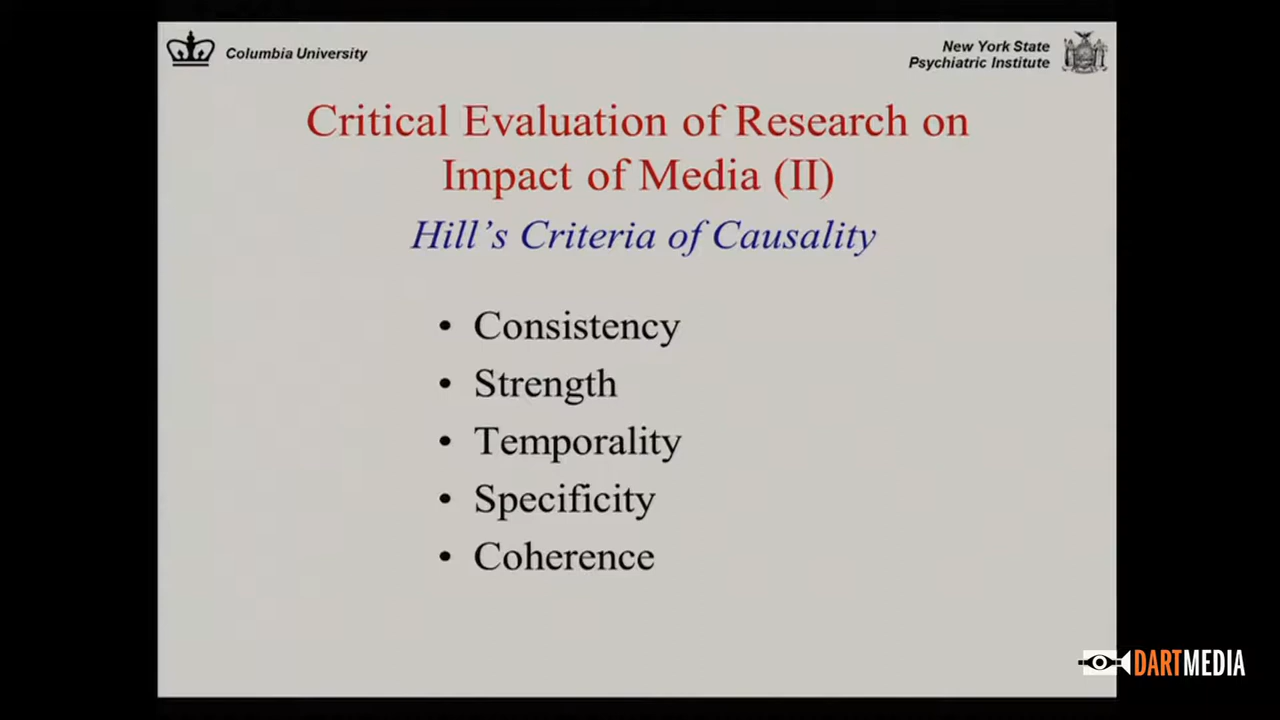 Columbia University
New York State
Psychiatric Institute
Critical Evaluation of Research on
Impact of Media (II)
Hill’s Criteria of Causality
• Consistency
• Strength
• Temporality
• Specificity
• Coherence
DARTMEDIA